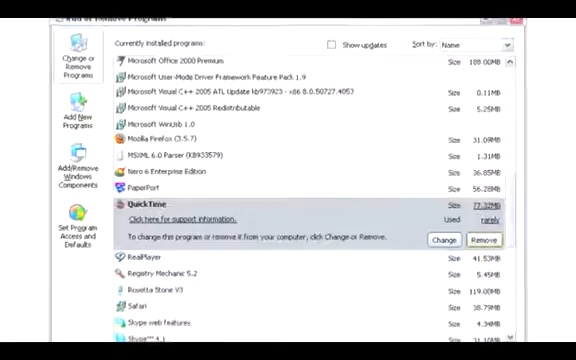 Add or Remove Programs
Change or
Remove
Programs
Add New
Programs
Add/Remove
Windows
Components
Set Program
Access and
Defaults
Currently installed programs:
Show updates
Sort by: Name
Microsoft Office 2000 Premium Size 189.00MB
Microsoft User-Mode Driver Framework Feature Pack 1.9
Microsoft Visual C++ 2005 ATL Update kb973923 - x86 8.0.50727.4053 Size 0.11MB
Microsoft Visual C++ 2005 Redistributable Size 5.25MB
Microsoft WinUsb 1.0
Mozilla Firefox (3.5.7) Size 31.09MB
MSXML 6.0 Parser (KB933579) Size 1.31MB
Nero 6 Enterprise Edition Size 36.85MB
PaperPort Size 56.28MB
QuickTime Size 77.32MB
Click here for support information. Used rarely
To change this program or remove it from your computer, click Change or Remove. Change Remove
RealPlayer Size 41.53MB
Registry Mechanic 5.2 Size 5.45MB
Rosetta Stone V3 Size 119.00MB
Safari Size 38.79MB
Skype web features Size 4.34MB
Skype™ 4.1 Size 31.10MB